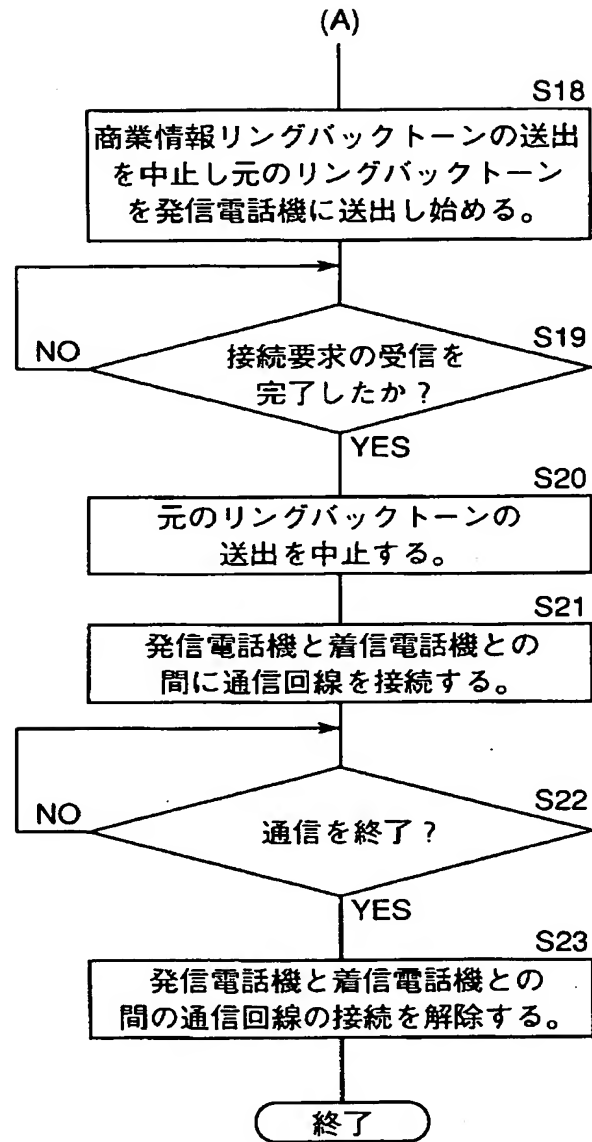 (A)
S18
商業情報リングバックトーンの送出
を中止し元のリングバックトーン
を発信電話機に送出し始める。
S19
NO
接続要求の受信を
完了したか？
YES
S20
元のリングバックトーンの
送出を中止する。
S21
発信電話機と着信電話機との
間に通信回線を接続する。
S22
NO
通信を終了？
YES
S23
発信電話機と着信電話機との
間の通信回線の接続を解除する。
終了